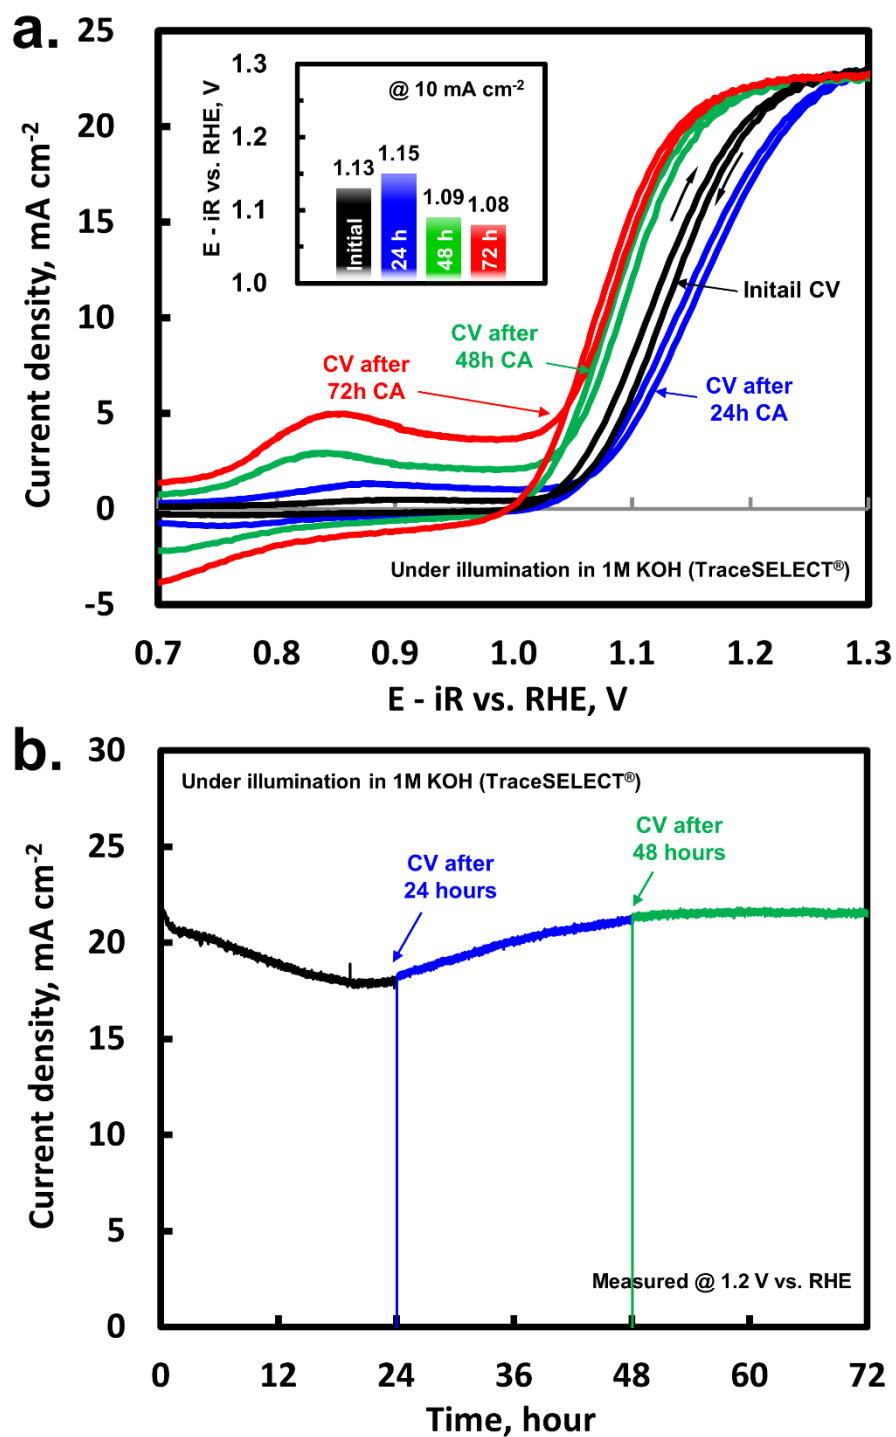 a.
25
20
15
10
5
0
-5
Current density, mA cm-2
1.3
1.2
1.1
1.0
E - iR vs. RHE, V
@ 10 mA cm-2
1.13
1.15
1.09
1.08
Initial
24 h
48 h
72 h
Initail CV
CV after
48h CA
CV after
72h CA
CV after
24h CA
Under illumination in 1M KOH (TraceSELECT®)
0.7 0.8 0.9 1.0 1.1 1.2 1.3
E - iR vs. RHE, V
b.
30
25
20
15
10
5
0
Current density, mA cm-2
Under illumination in 1M KOH (TraceSELECT®)
CV after
24 hours
CV after
48 hours
Measured @ 1.2 V vs. RHE
0 12 24 36 48 60 72
Time, hour